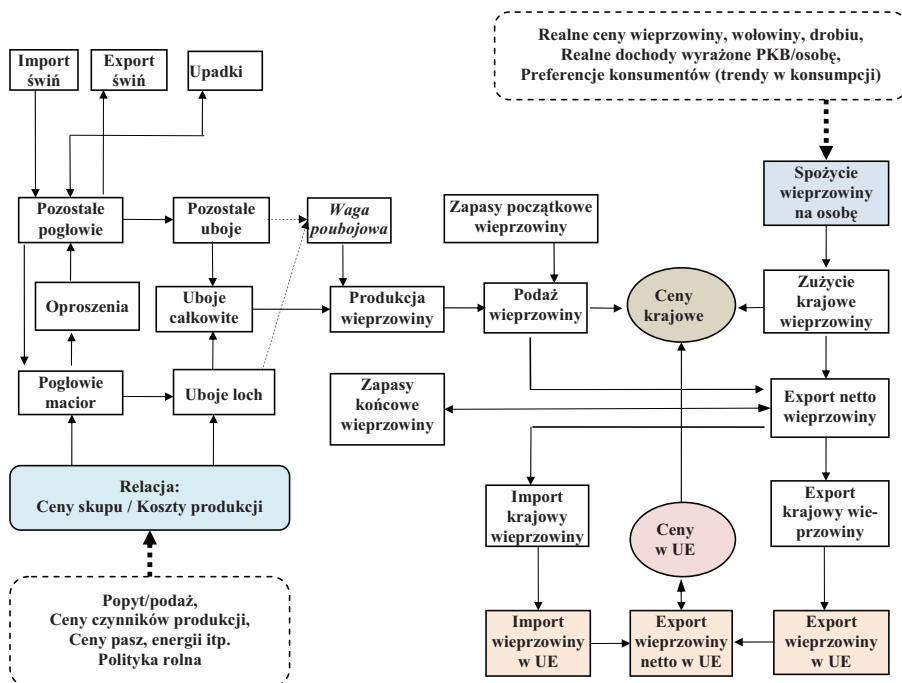 Realne ceny wieprzowiny, wołowiny, drobiu,
Realne dochody wyrażone PKB/osobę,
Preferencje konsumentów (trendy w konsumpcji)
Import
świń
Export
świń
Upadki
Spożycie
wieprzowiny
na osobę
Pozostałe
pogłowie
Pozostałe
uboje
Waga
poubojowa
Zapasy początkowe
wieprzowiny
Oproszenia
Uboje
całkowite
Produkcja
wieprzowiny
Podaż
wieprzowiny
Ceny
krajowe
Zużycie
krajowe
wieprzowiny
Pogłowie
macior
Uboje loch
Zapasy
końcowe
wieprzowiny
Export netto
wieprzowiny
Relacja:
Ceny skupu / Koszty produkcji
Import
krajowy
wieprzowiny
Ceny
w UE
Export
krajowy wie-
przowiny
Popyt/podaż,
Ceny czynników produkcji,
Ceny pasz, energii itp.
Polityka rolna
Import
wieprzowiny
w UE
Export
wieprzowiny
netto w UE
Export
wieprzowiny
w UE